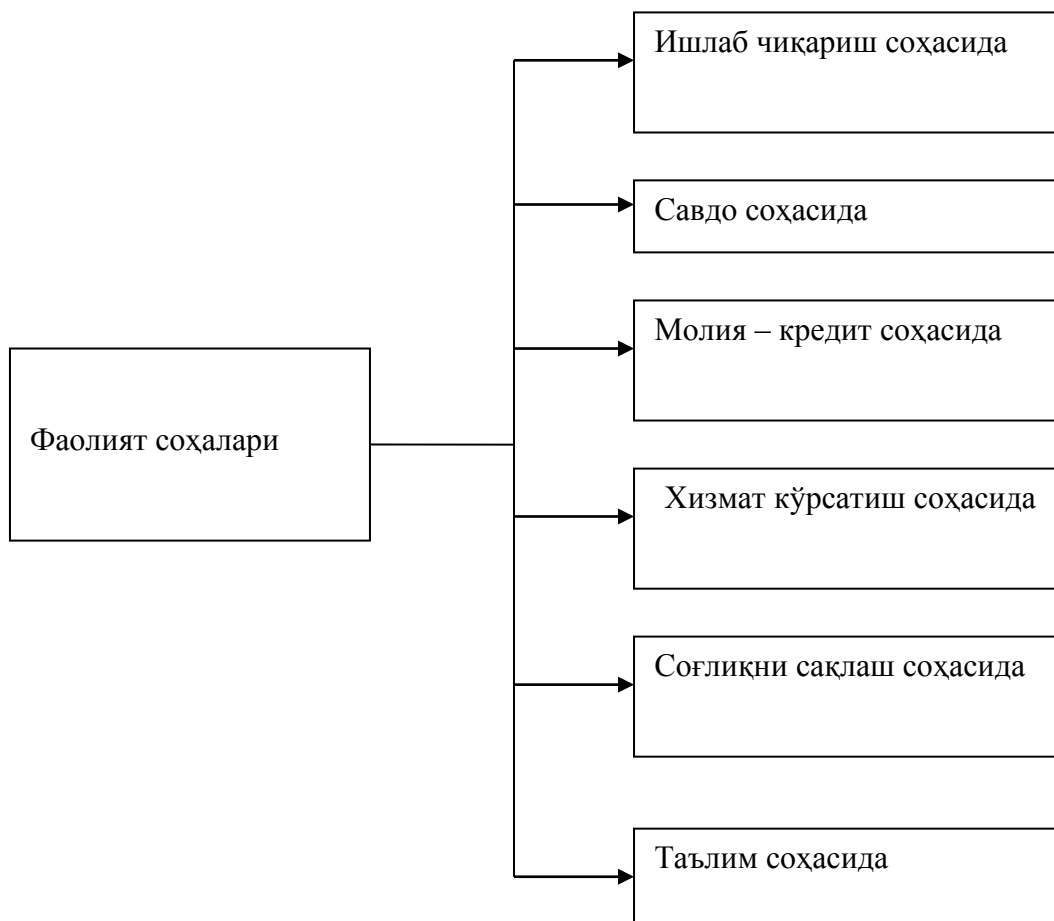 Ишлаб чиқариш соҳасида
Савдо соҳасида
Молия – кредит соҳасида
Фаолият соҳалари
Хизмат кўрсатиш соҳасида
Соғлиқни сақлаш соҳасида
Таълим соҳасида